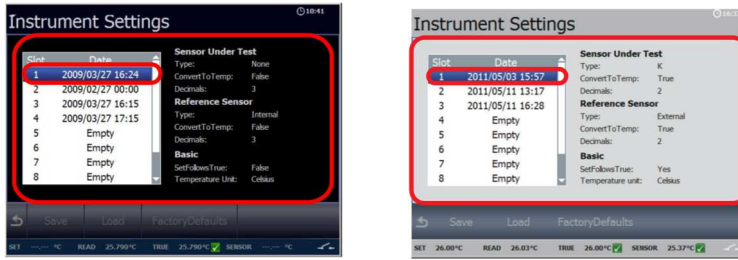 Instrument Settings
10:41
Slot Date
1 2009/03/27 16:24
2 2009/02/27 00:00
3 2009/03/27 16:15
4 2009/03/27 17:15
5 Empty
6 Empty
7 Empty
8 Empty
Sensor Under Test
Type: None
ConvertToTemp: False
Decimals: 3
Reference Sensor
Type: Internal
ConvertToTemp: False
Decimals: 3
Basic
SetFollowsTrue: False
Temperature Unit: Celsius
Save Load FactoryDefaults
SET ---.--- °C READ 25.790°C TRUE 25.790°C SENSOR ---.-- °C
Instrument Settings
Slot Date
1 2011/05/03 15:57
2 2011/05/11 13:17
3 2011/05/11 16:28
4 Empty
5 Empty
6 Empty
7 Empty
8 Empty
Sensor Under Test
Type: K
ConvertToTemp: True
Decimals: 2
Reference Sensor
Type: External
ConvertToTemp: True
Decimals: 2
Basic
SetFollowsTrue: Yes
Temperature unit: Celsius
Save Load FactoryDefaults
SET 26.00°C READ 26.03°C TRUE 26.00°C SENSOR 25.37°C